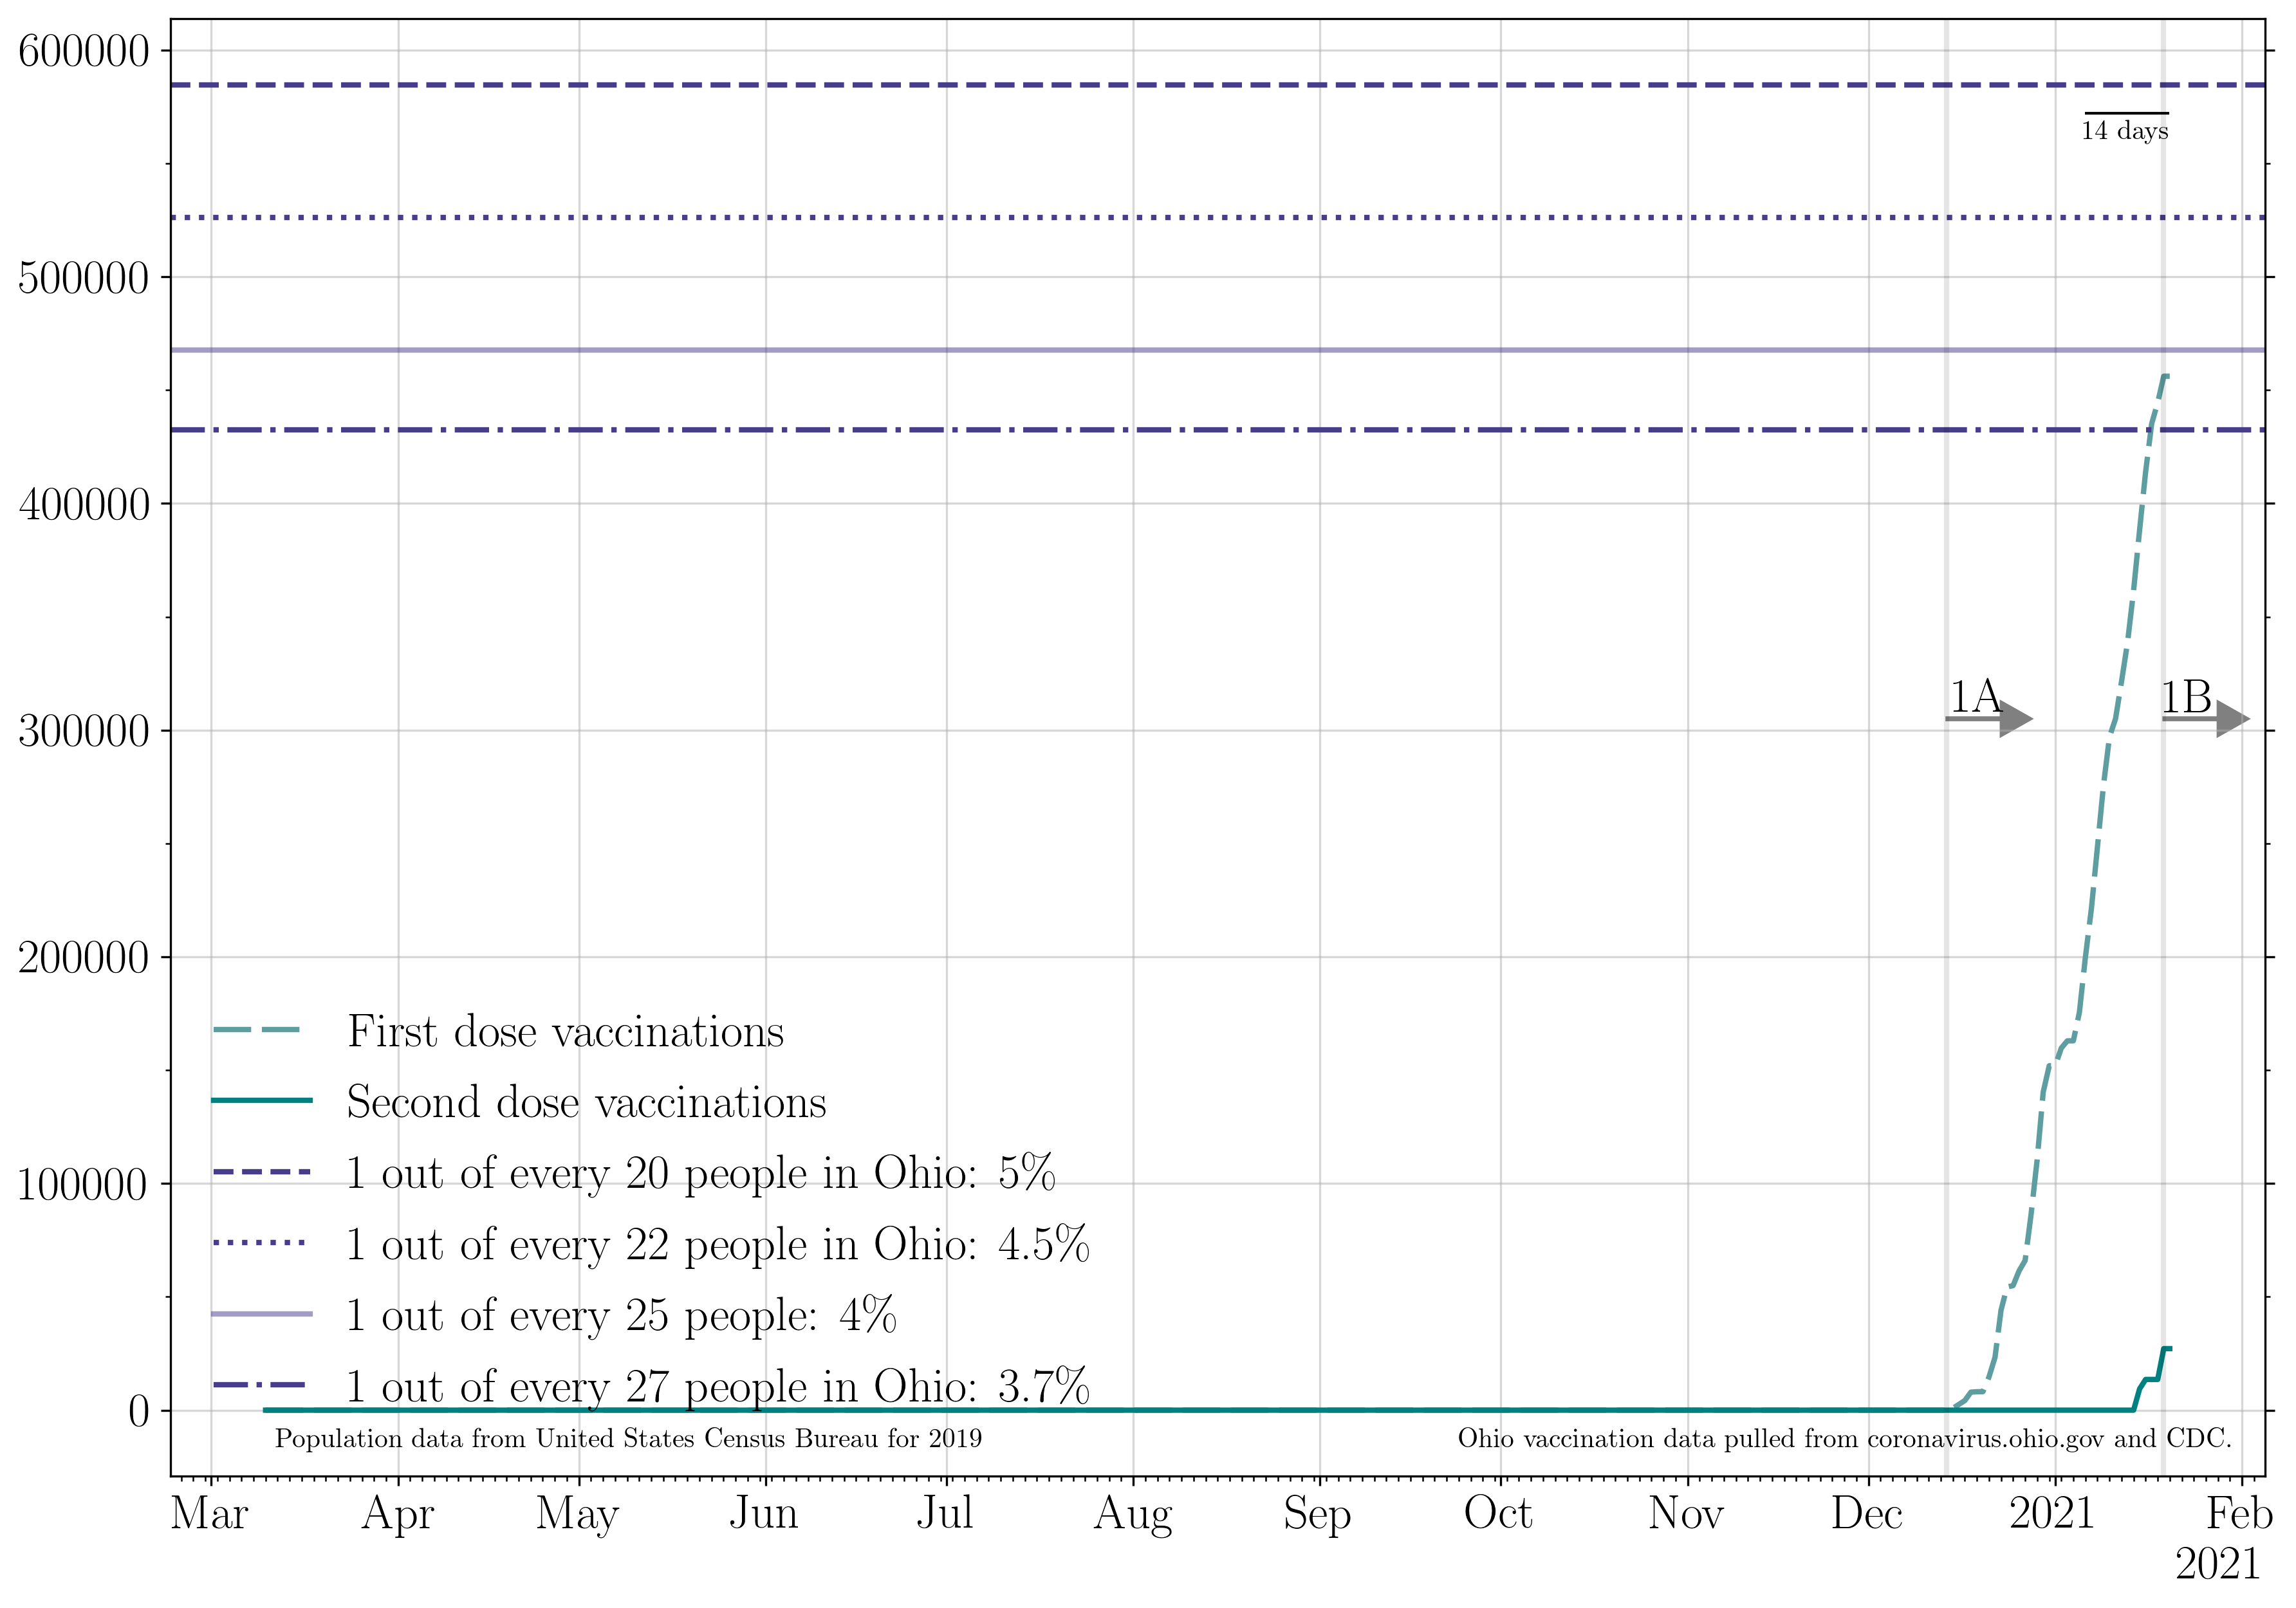 600000
14 days
500000
400000
1A
1B
300000
200000
First dose vaccinations
Second dose vaccinations
1 out of every 20 people in Ohio: 5%
100000
1 out of every 22 people in Ohio: 4.5%
1 out of every 25 people: 4%
1 out of every 27 people in Ohio: 3.7%
0
Population data from United States Census Bureau for 2019
Ohio vaccination data pulled from coronavirus.ohio.gov and CDC.
Mar Apr May Jun Jul Aug Sep Oct Nov Dec 2021 Feb
2021